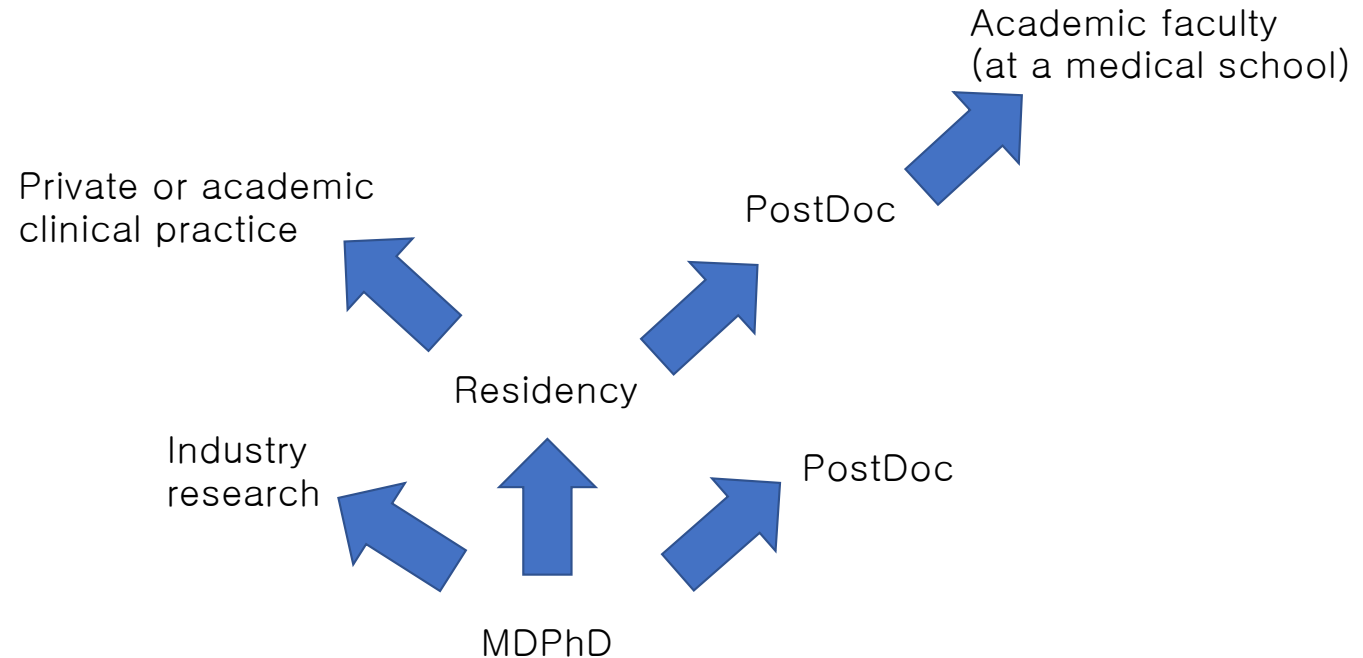 Academic faculty
(at a medical school)
Private or academic
clinical practice
PostDoc
Residency
Industry
research
PostDoc
MDPhD